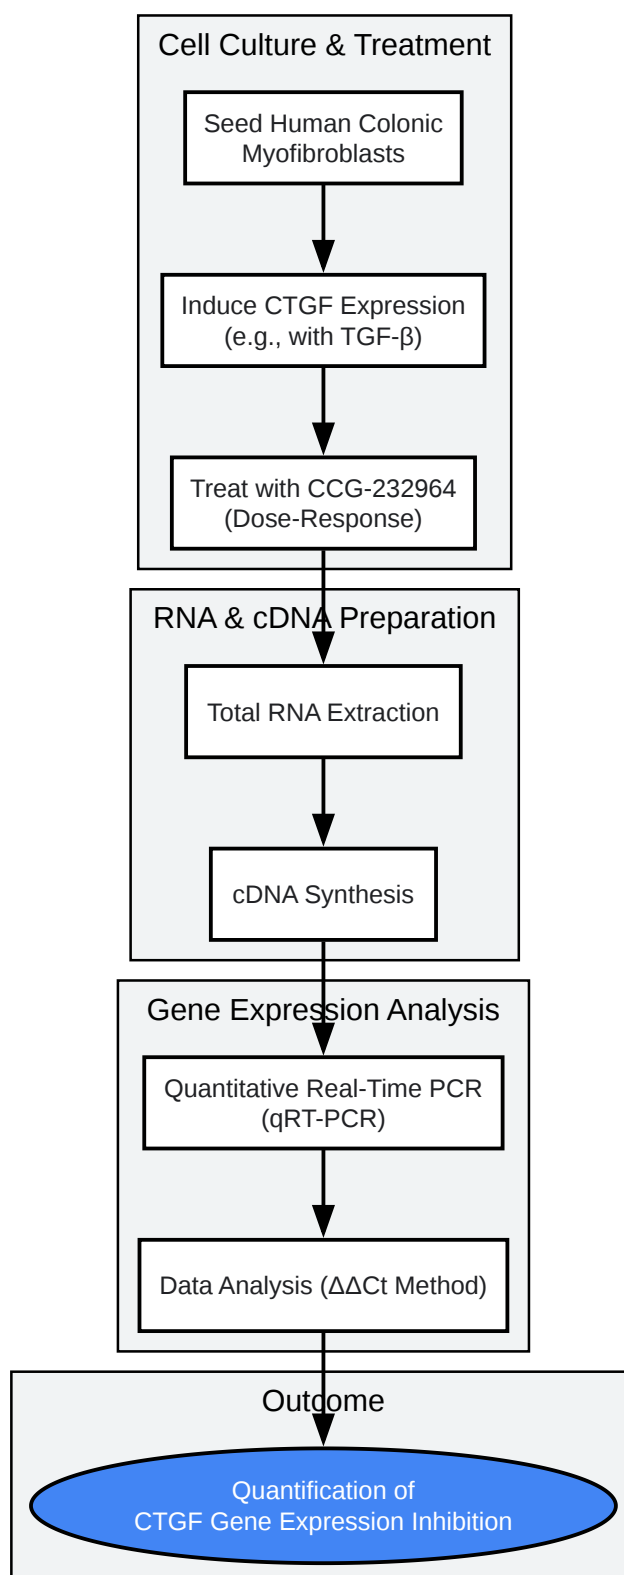 Cell Culture & Treatment
Seed Human Colonic
Myofibroblasts
Induce CTGF Expression
(e.g., with TGF-β)
Treat with CCG-232964
(Dose-Response)
RNA & cDNA Preparation
Total RNA Extraction
cDNA Synthesis
Gene Expression Analysis
Quantitative Real-Time PCR
(qRT-PCR)
Data Analysis (ΔΔCt Method)
Outcome
Quantification of
CTGF Gene Expression Inhibition